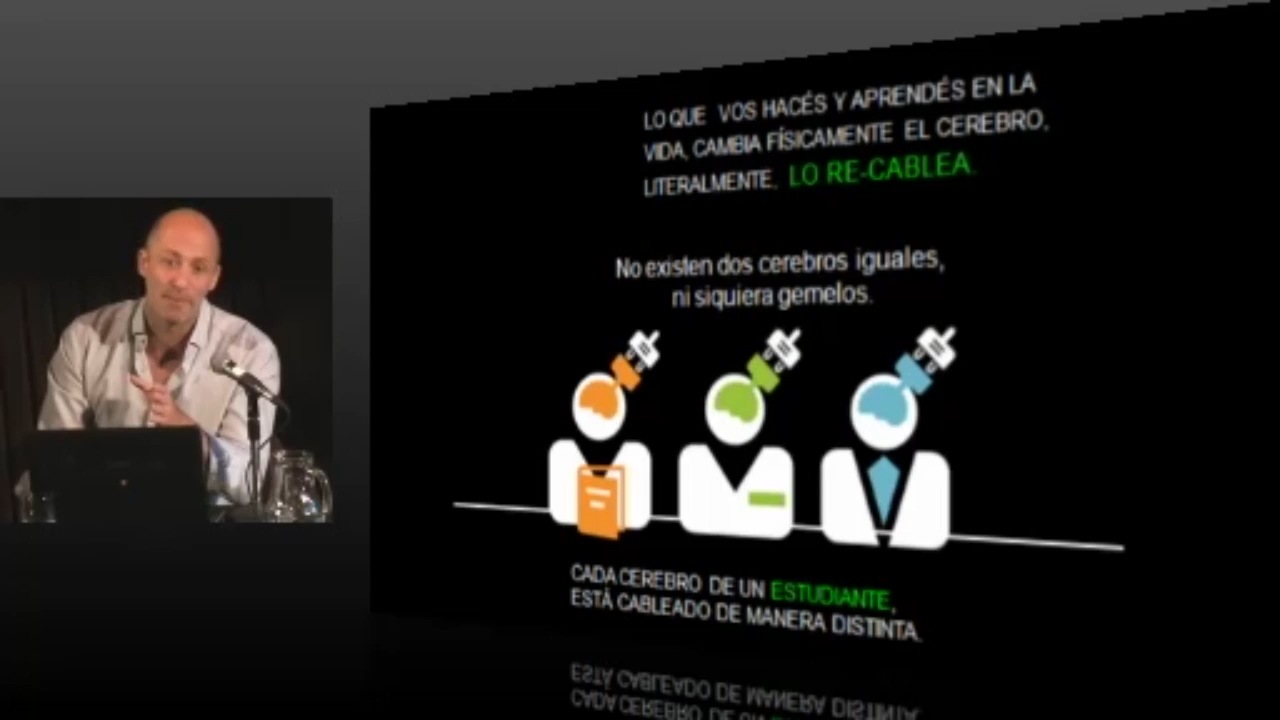 LO QUE VOS HACÉS Y APRENDÉS EN LA
VIDA, CAMBIA FÍSICAMENTE EL CEREBRO,
LITERALMENTE, LO RE-CABLEA.
No existen dos cerebros iguales,
ni siquiera gemelos.
CADA CEREBRO DE UN ESTUDIANTE,
ESTÁ CABLEADO DE MANERA DISTINTA.